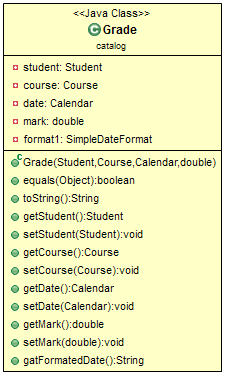 <<Java Class>>
Grade
catalog
student: Student
course: Course
date: Calendar
mark: double
format1: SimpleDateFormat
Grade(Student,Course,Calendar,double)
equals(Object):boolean
toString():String
getStudent():Student
setStudent(Student):void
getCourse():Course
setCourse(Course):void
getDate():Calendar
setDate(Calendar):void
getMark():double
setMark(double):void
gatFormatedDate():String